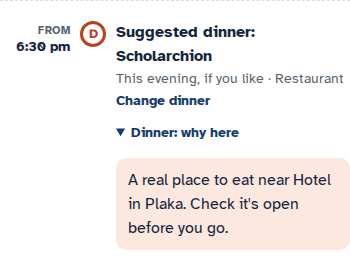 FROM
6:30 pm
D
Suggested dinner:
Scholarchion
This evening, if you like · Restaurant
Change dinner
▼ Dinner: why here
A real place to eat near Hotel
in Plaka. Check it's open
before you go.